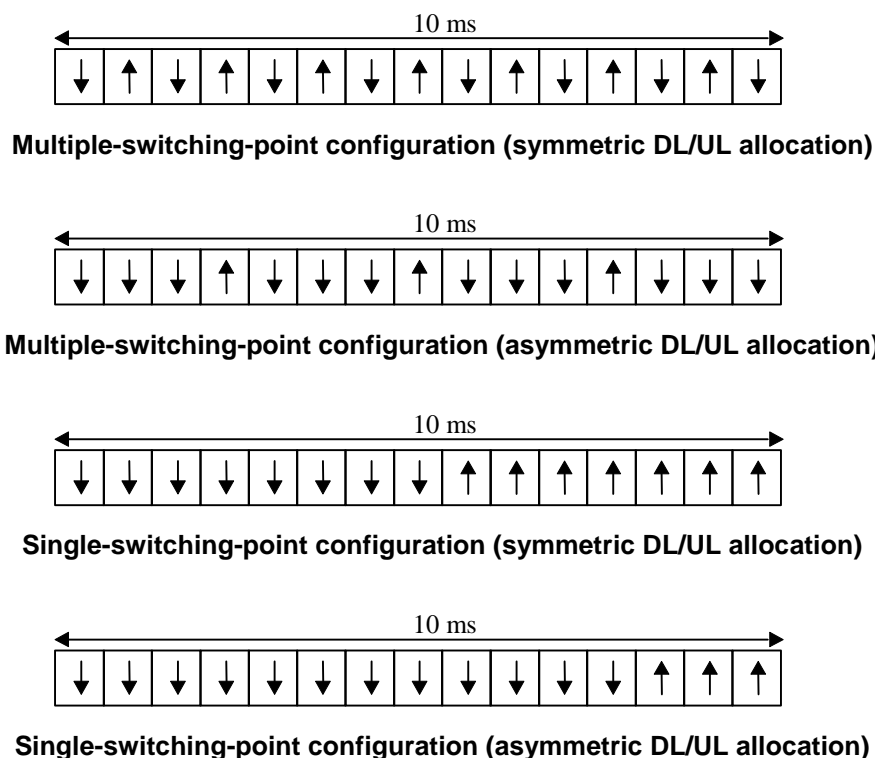 10 ms
Multiple-switching-point configuration (symmetric DL/UL allocation)
10 ms
Multiple-switching-point configuration (asymmetric DL/UL allocation)
10 ms
Single-switching-point configuration (symmetric DL/UL allocation)
10 ms
Single-switching-point configuration (asymmetric DL/UL allocation)